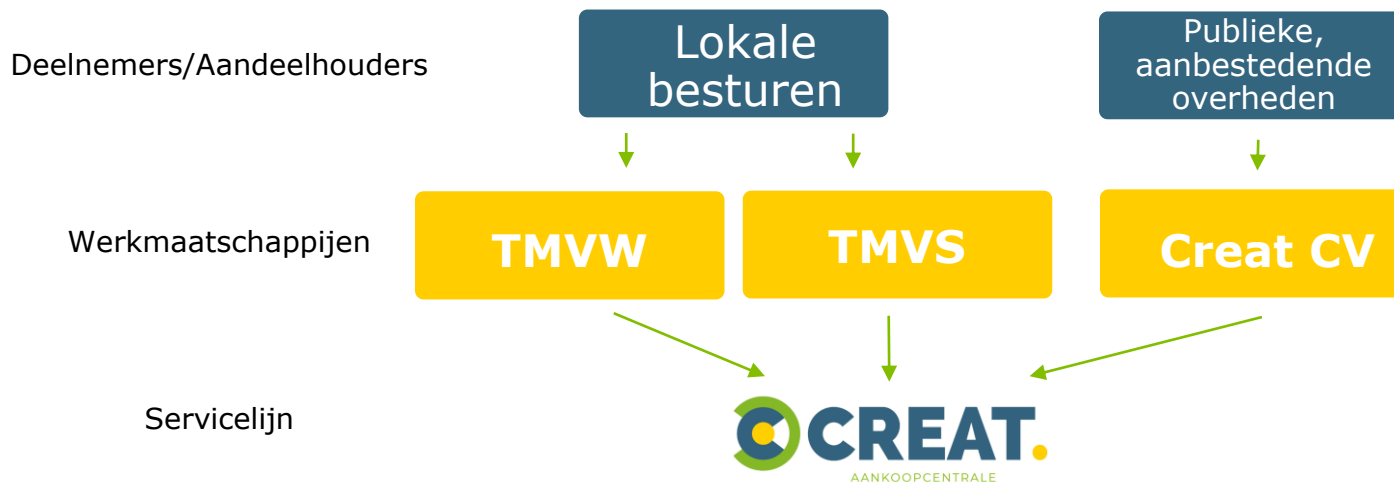 Deelnemers/Aandeelhouders
Lokale
besturen
Publieke,
aanbestedende
overheden
Werkmaatschappijen
TMVW
TMVS
Creat CV
Servicelijn
CREAT.
AANKOOPCENTRALE